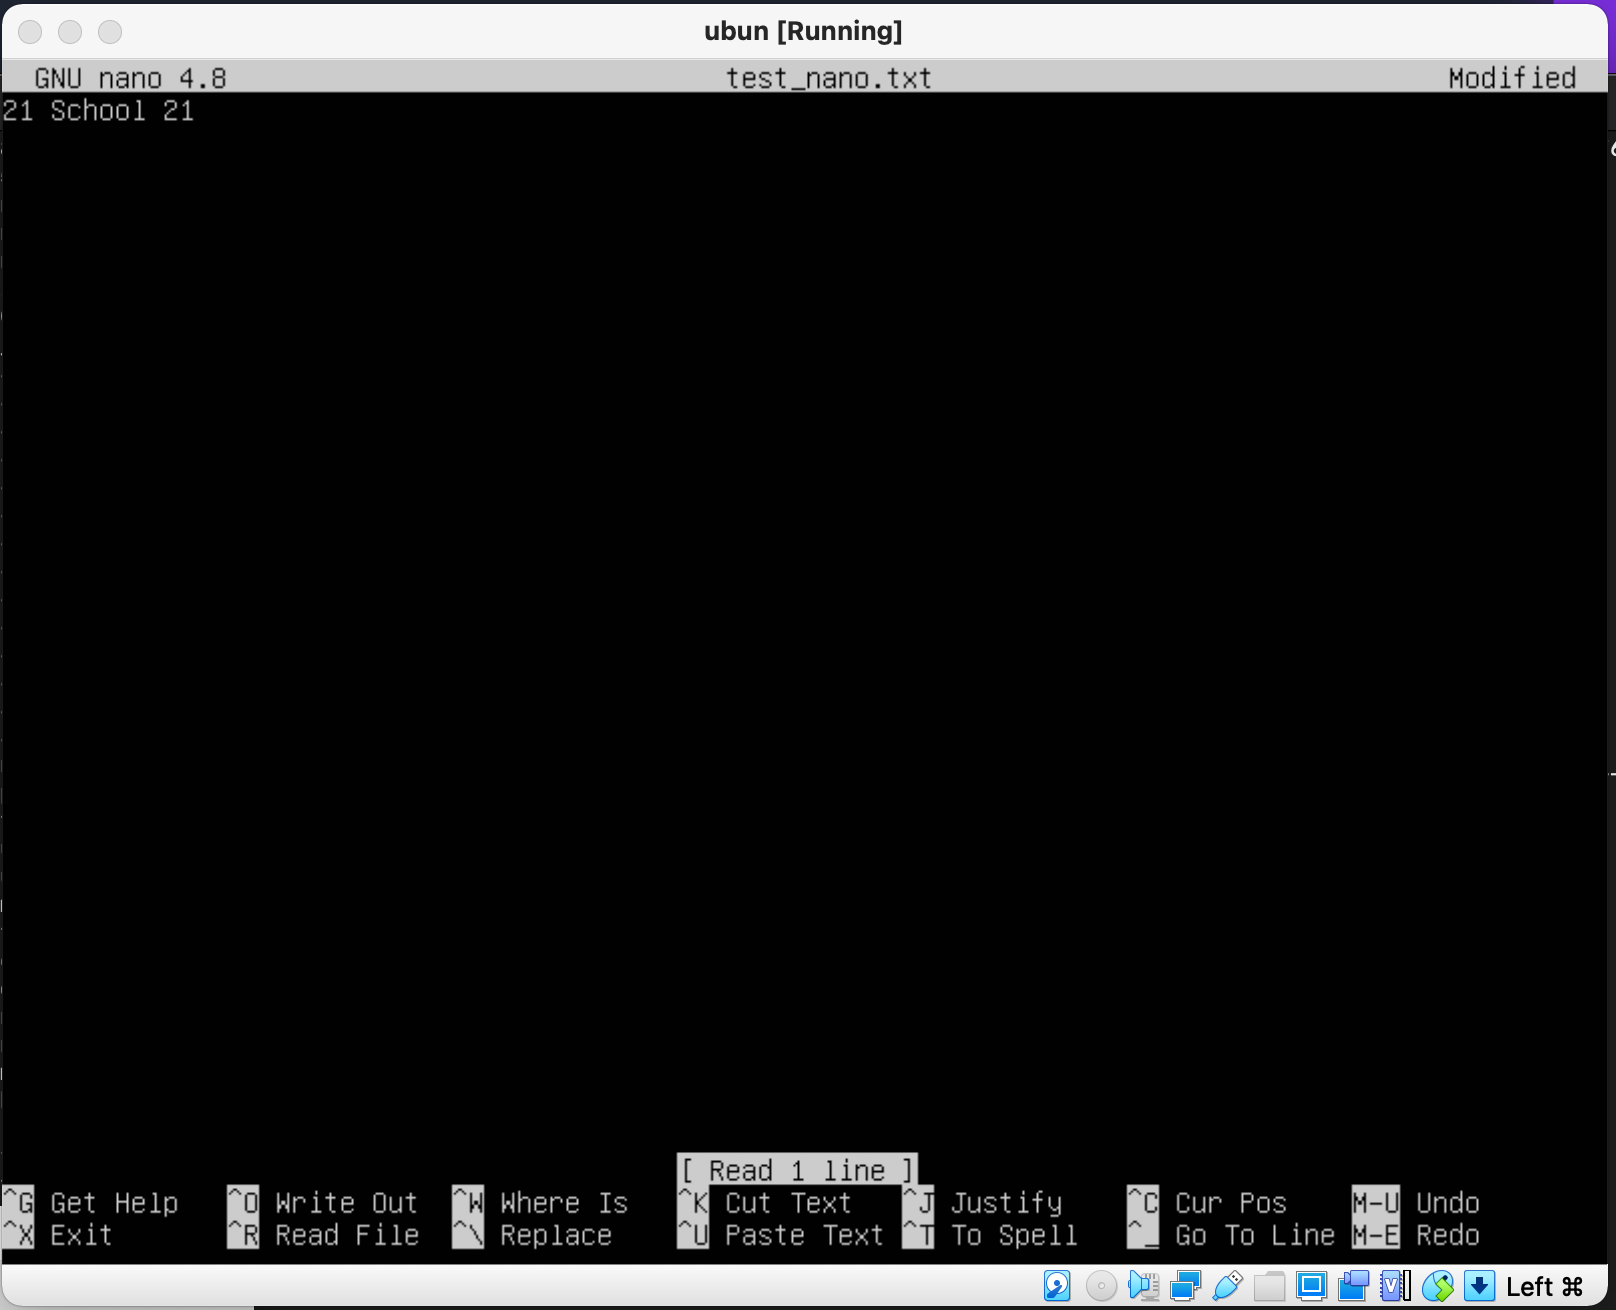 ubun [Running]
GNU nano 4.8 test_nano.txt Modified
21 School 21
[ Read 1 line ]
^G Get Help ^O Write Out ^W Where Is ^K Cut Text ^J Justify ^C Cur Pos M-U Undo
^X Exit ^R Read File ^\ Replace ^U Paste Text ^T To Spell ^_ Go To Line M-E Redo
Left ⌘